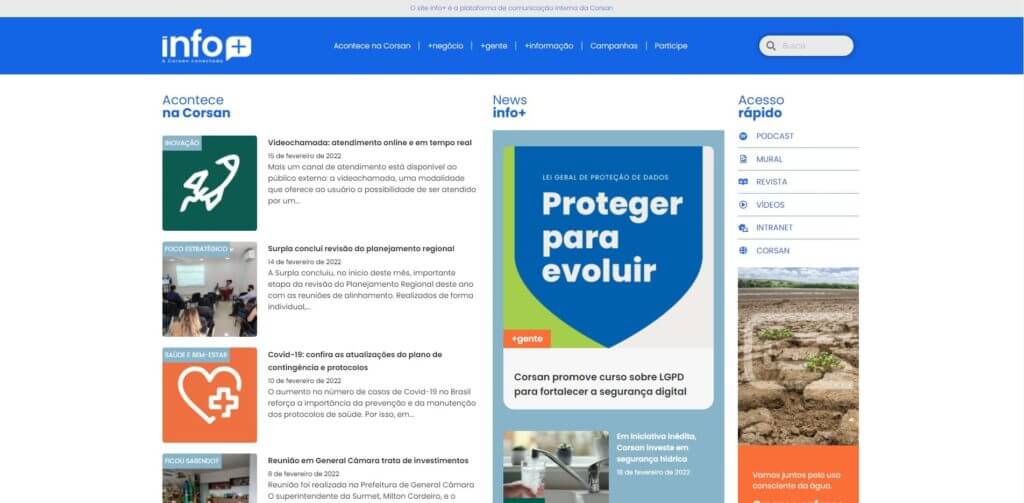 O site info+ é a plataforma de comunicação interna da Corsan
info+
A Corsan conectada
Acontece na Corsan | +negócio | +gente | +informação | Campanhas | Participe
Busca
Acontece
na Corsan
INOVAÇÃO
Videochamada: atendimento online e em tempo real
15 de fevereiro de 2022
Mais um canal de atendimento está disponível ao
público externo: a videochamada, uma modalidade
que oferece ao usuário a possibilidade de ser atendido
por um...
FOCO ESTRATÉGICO
Surpla conclui revisão do planejamento regional
14 de fevereiro de 2022
A Surpla concluiu, no início deste mês, importante
etapa da revisão do Planejamento Regional deste ano
com as reuniões de alinhamento. Realizados de forma
individual,...
SAÚDE E BEM-ESTAR
Covid-19: confira as atualizações do plano de
contingência e protocolos
10 de fevereiro de 2022
O aumento no número de casos de Covid-19 no Brasil
reforça a importância da prevenção e da manutenção
dos protocolos de saúde. Por isso, em...
FICOU SABENDO?
Reunião em General Câmara trata de investimentos
8 de fevereiro de 2022
Reunião foi realizada na Prefeitura de General Câmara
O superintendente da Surmet, Milton Cordeiro, e o
News
info+
LEI GERAL DE PROTEÇÃO DE DADOS
Proteger
para
evoluir
+gente
Corsan promove curso sobre LGPD
para fortalecer a segurança digital
Em iniciativa inédita,
Corsan investe em
segurança hídrica
18 de fevereiro de 2022
Acesso
rápido
PODCAST
MURAL
REVISTA
VÍDEOS
INTRANET
CORSAN
Vamos juntos pelo uso
consciente da água.